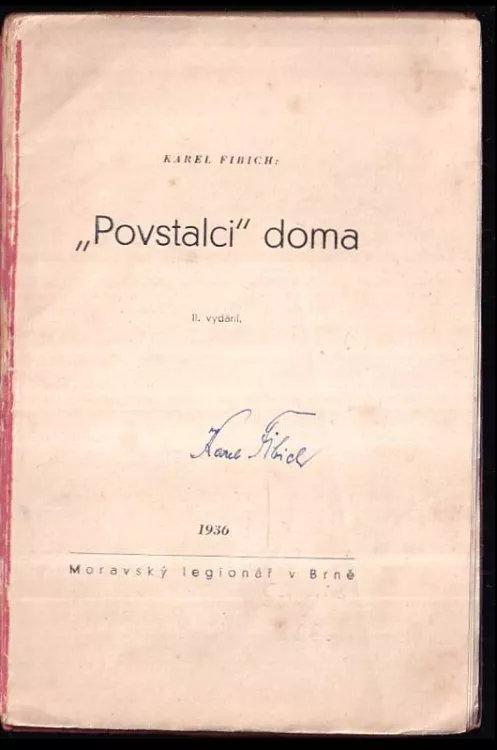 KAREL FIBICH:
„Povstalci" doma
II. vydání.
Karel Fibich
1936
Moravský legionář v Brně